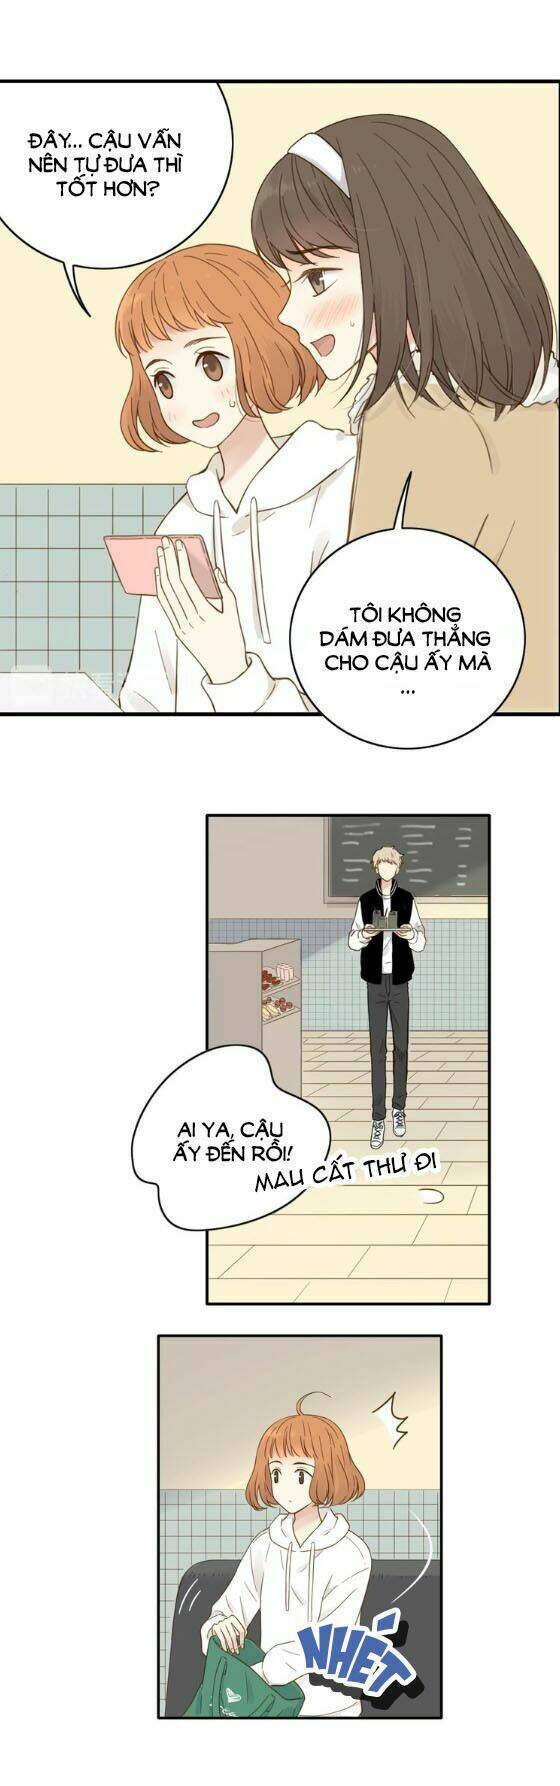 ĐÂY... CẬU VẪN
NÊN TỰ ĐƯA THÌ
TỐT HƠN?
TÔI KHÔNG
DÁM ĐƯA THẲNG
CHO CẬU ẤY MÀ
...
AI YA, CẬU
ẤY ĐẾN RỒI!
MAU CẤT THƯ ĐI
NHÉT